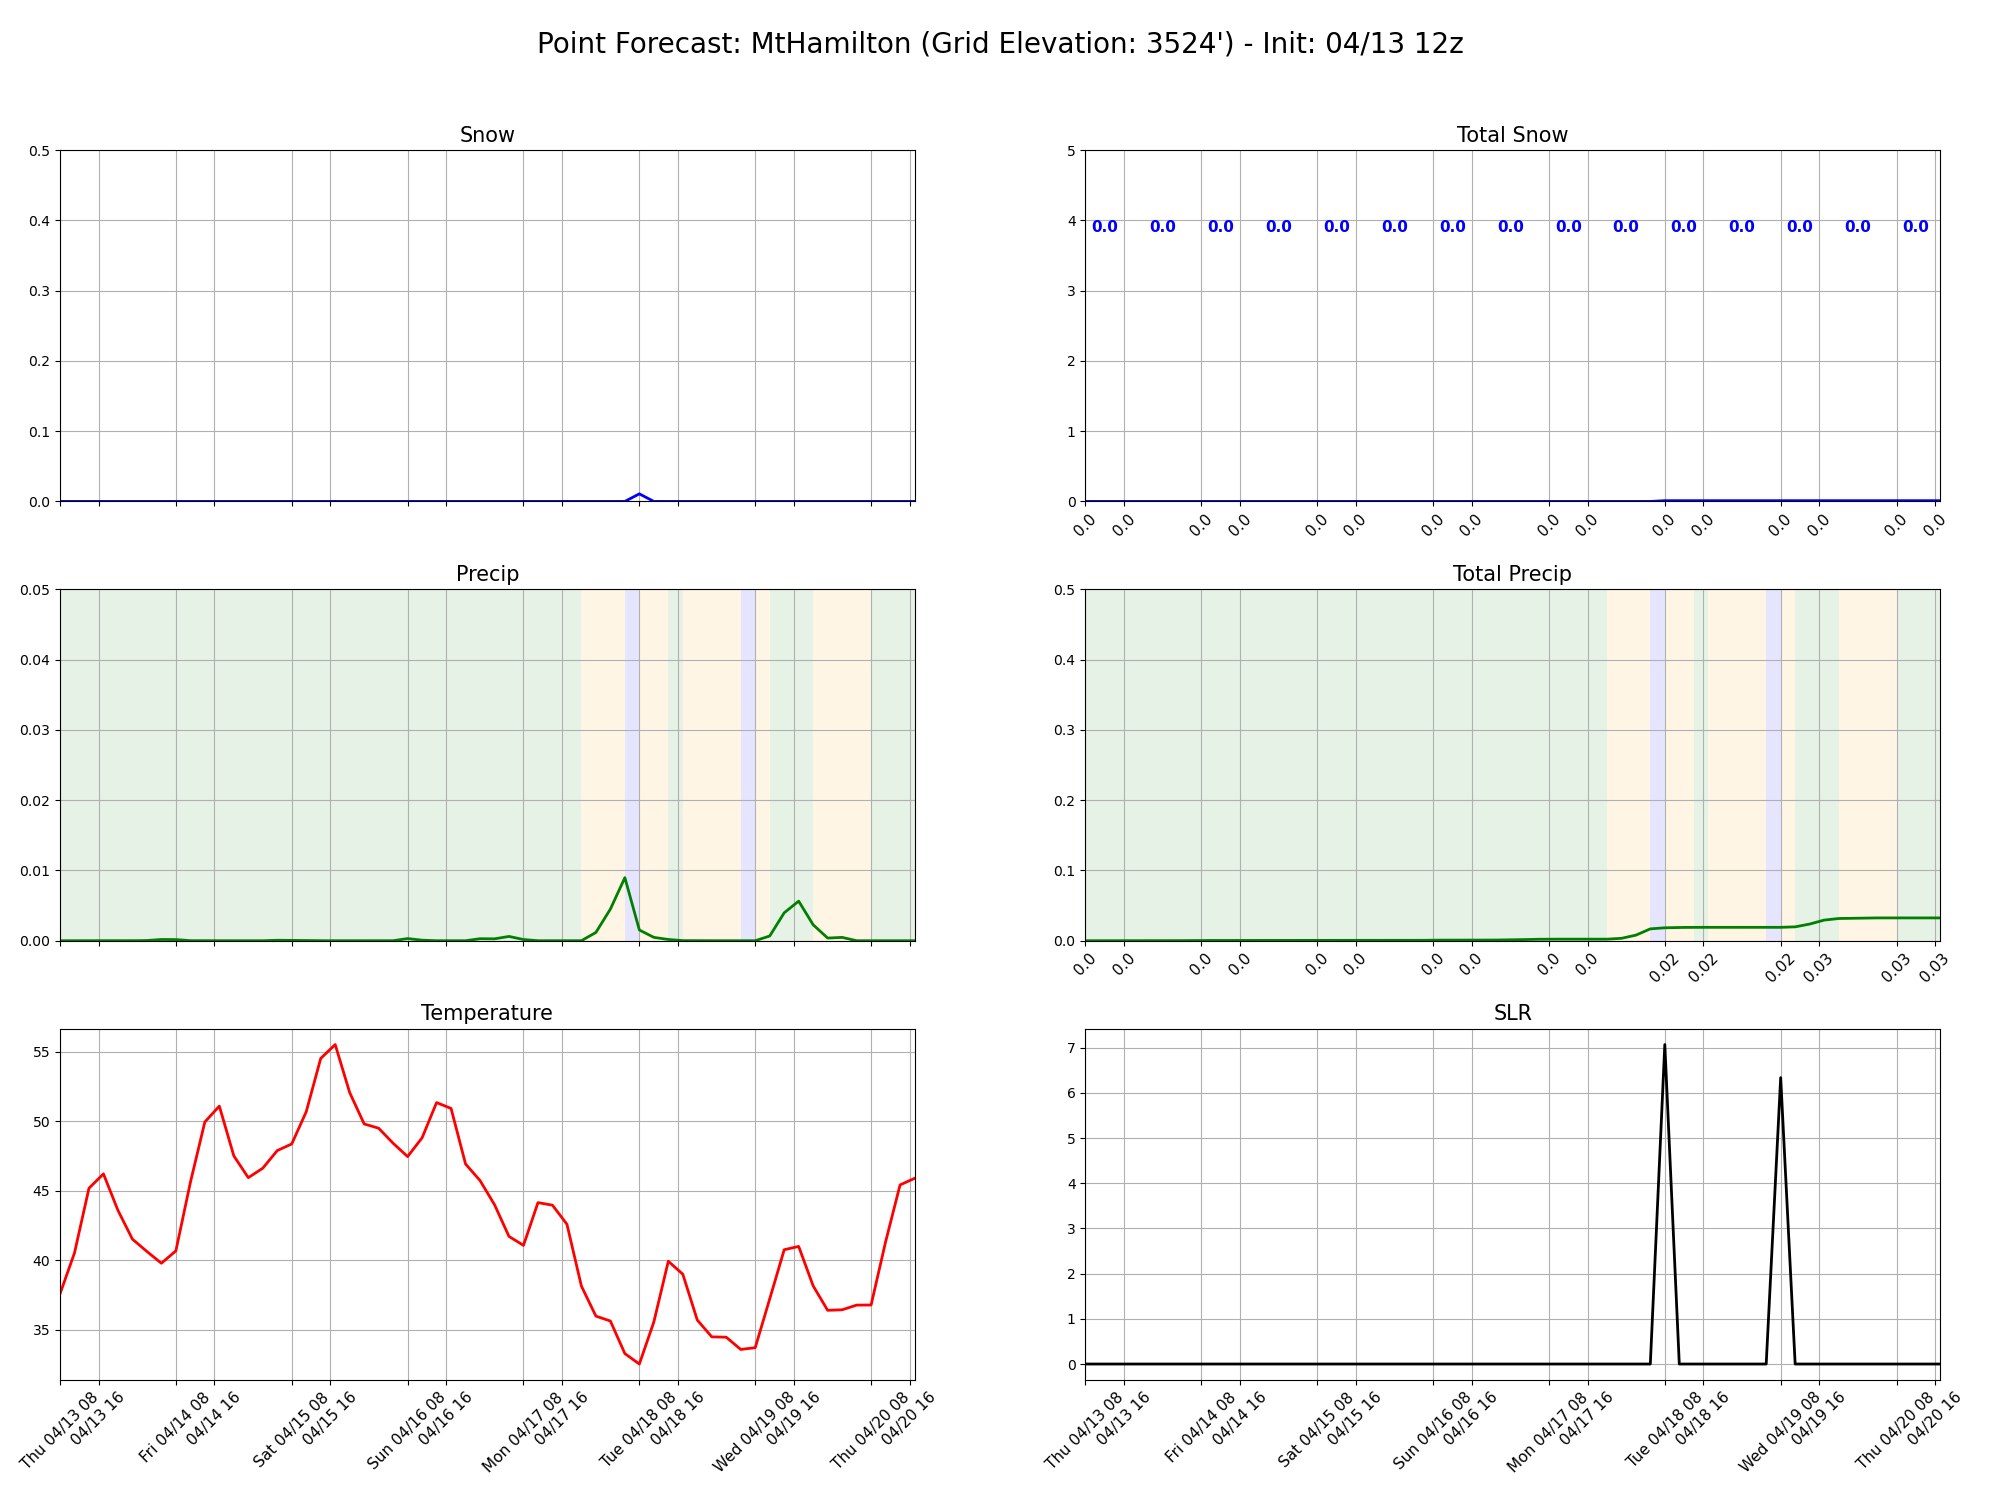 Point Forecast: MtHamilton (Grid Elevation: 3524') - Init: 04/13 12z
Snow
0.5
0.4
0.3
0.2
0.1
0.0
Total Snow
5
4
3
2
1
0
0.0 0.0 0.0 0.0 0.0 0.0 0.0 0.0 0.0 0.0 0.0 0.0 0.0 0.0 0.0
0.0 0.0 0.0 0.0 0.0 0.0 0.0 0.0 0.0 0.0 0.0 0.0 0.0 0.0 0.0 0.0
Precip
0.05
0.04
0.03
0.02
0.01
0.00
Total Precip
0.5
0.4
0.3
0.2
0.1
0.0
0.0 0.0 0.0 0.0 0.0 0.0 0.0 0.0 0.0 0.0 0.02 0.02 0.02 0.03 0.03 0.03
Temperature
55
50
45
40
35
Thu 04/13 08
04/13 16
Fri 04/14 08
04/14 16
Sat 04/15 08
04/15 16
Sun 04/16 08
04/16 16
Mon 04/17 08
04/17 16
Tue 04/18 08
04/18 16
Wed 04/19 08
04/19 16
Thu 04/20 08
04/20 16
SLR
7
6
5
4
3
2
1
0
Thu 04/13 08
04/13 16
Fri 04/14 08
04/14 16
Sat 04/15 08
04/15 16
Sun 04/16 08
04/16 16
Mon 04/17 08
04/17 16
Tue 04/18 08
04/18 16
Wed 04/19 08
04/19 16
Thu 04/20 08
04/20 16